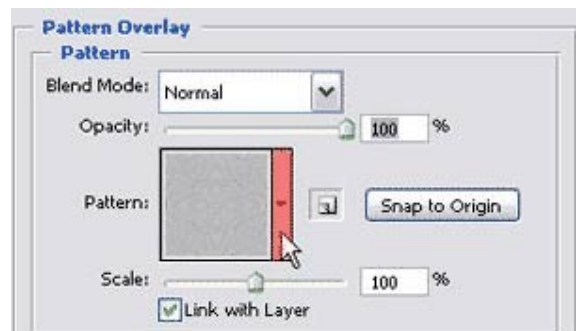 Pattern Overlay
Pattern
Blend Mode: Normal
Opacity: 100 %
Pattern: Snap to Origin
Scale: 100 %
Link with Layer